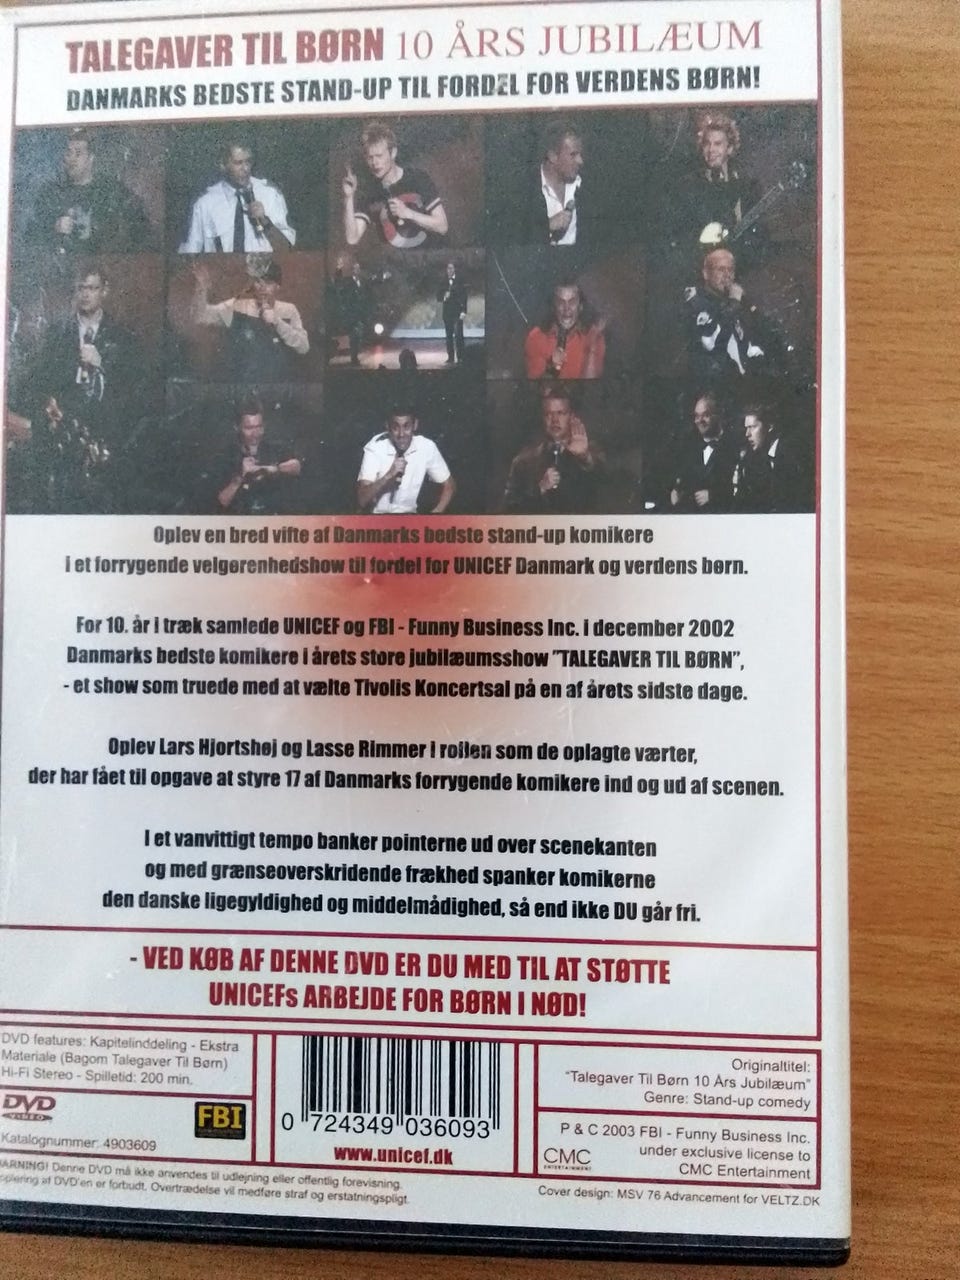 TALEGAVER TIL BØRN 10 ÅRS JUBILÆUM
DANMARKS BEDSTE STAND-UP TIL FORDEL FOR VERDENS BØRN!
Oplev en bred vifte af Danmarks bedste stand-up komikere
i et forrygende velgørenhedshow til fordel for UNICEF Danmark og verdens børn.
For 10. år i træk samlede UNICEF og FBI - Funny Business Inc. i december 2002
Danmarks bedste komikere i årets store jubilæumsshow "TALEGAVER TIL BØRN",
- et show som truede med at vælte Tivolis Koncertsal på en af årets sidste dage.
Oplev Lars Hjortshøj og Lasse Rimmer i rollen som de oplagte værter,
der har fået til opgave at styre 17 af Danmarks forrygende komikere ind og ud af scenen.
I et vanvittigt tempo banker pointerne ud over scenekanten
og med grænseoverskridende frækhed spanker komikerne
den danske ligegyldighed og middelmådighed, så end ikke DU går fri.
- VED KØB AF DENNE DVD ER DU MED TIL AT STØTTE
UNICEFs ARBEJDE FOR BØRN I NØD!
DVD features: Kapitelinddeling - Ekstra
Materiale (Bagom Talegaver Til Børn)
Hi-Fi Stereo - Spilletid: 200 min.
DVD
VIDEO
FBI
Katalognummer: 4903609
0 724349 036093
www.unicef.dk
Originaltitel:
"Talegaver Til Børn 10 Års Jubilæum"
Genre: Stand-up comedy
CMC
ENTERTAINMENT
P & C 2003 FBI - Funny Business Inc.
under exclusive license to
CMC Entertainment
WARNING! Denne DVD må ikke anvendes til udlejning eller offentlig forevisning.
Kopiering af DVD'en er forbudt. Overtrædelse vil medføre straf og erstatningspligt.
Cover design: MSV 76 Advancement for VELTZ.DK